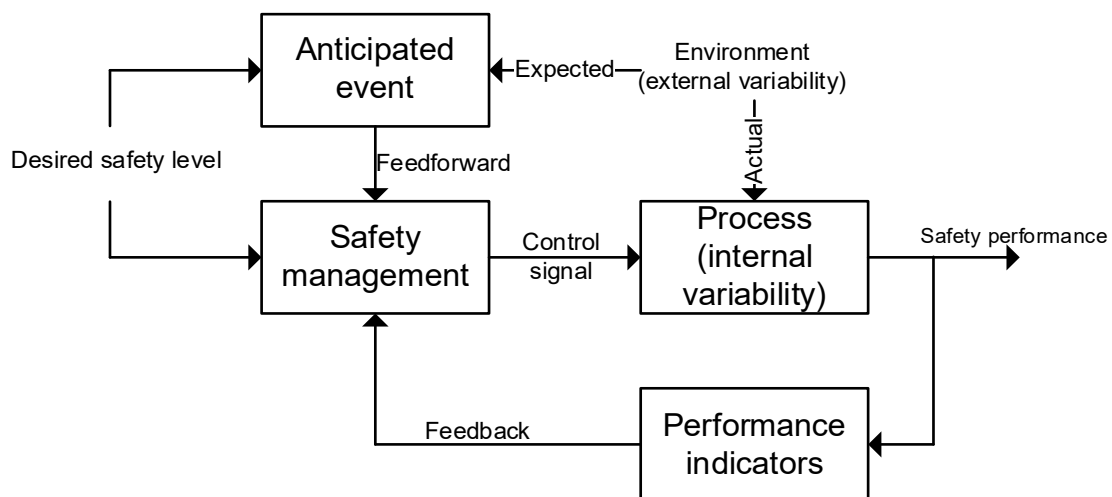 Anticipated
event
Expected
Environment
(external variability)
Desired safety level
Feedforward
Actual
Safety
management
Control
signal
Process
(internal
variability)
Safety performance
Feedback
Performance
indicators